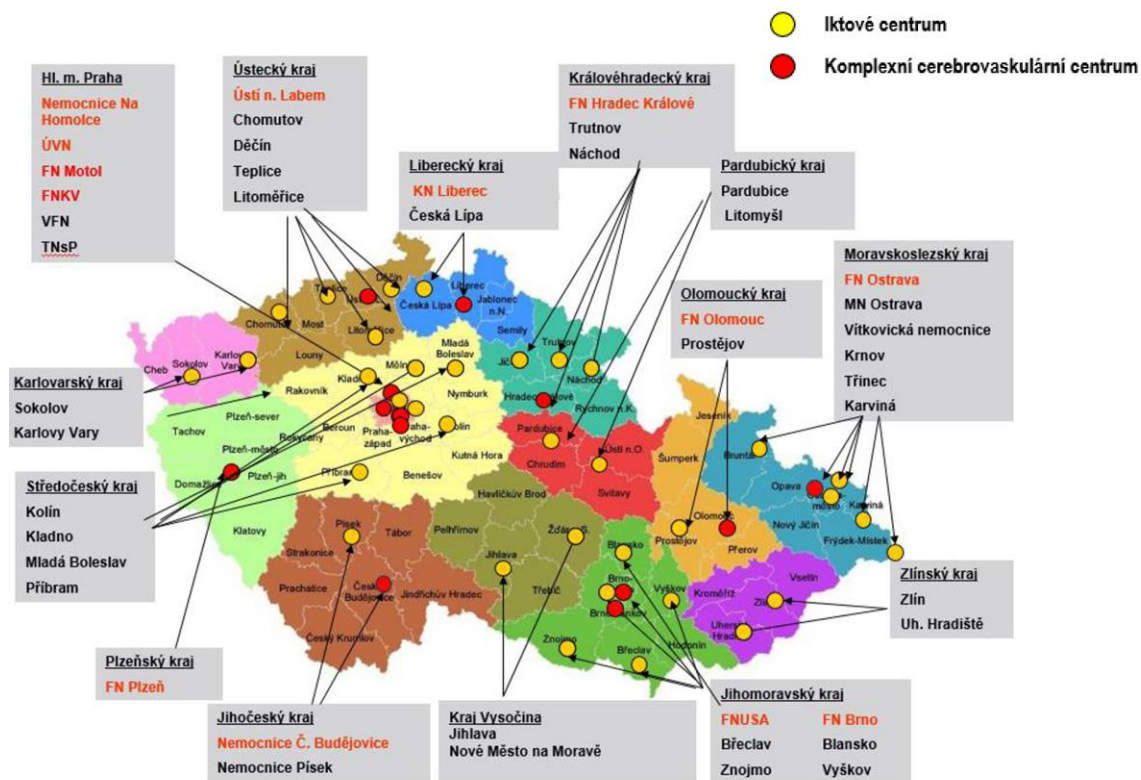 Iktové centrum
Komplexní cerebrovaskulární centrum
Hl. m. Praha
Nemocnice Na
Homolce
ÚVN
FN Motol
FNKV
VFN
TNsP
Ústecký kraj
Ústí n. Labem
Chomutov
Děčín
Teplice
Litoměřice
Liberecký kraj
KN Liberec
Česká Lípa
Královéhradecký kraj
FN Hradec Králové
Trutnov
Náchod
Pardubický kraj
Pardubice
Litomyšl
Moravskoslezský kraj
FN Ostrava
MN Ostrava
Vítkovická nemocnice
Krnov
Třinec
Karviná
Olomoucký kraj
FN Olomouc
Prostějov
Karlovarský kraj
Sokolov
Karlovy Vary
Středočeský kraj
Kolín
Kladno
Mladá Boleslav
Příbram
Plzeňský kraj
FN Plzeň
Jihočeský kraj
Nemocnice Č. Budějovice
Nemocnice Písek
Kraj Vysočina
Jihlava
Nové Město na Moravě
Jihomoravský kraj
FNUSA FN Brno
Břeclav Blansko
Znojmo Vyškov
Zlínský kraj
Zlín
Uh. Hradiště
Děčín
Česká Lípa
Liberec
Jablonec
n.N.
Semily
Chomutov
Most
Louny
Cheb
Sokolov
Mladá
Boleslav
Trutnov
Náchod
Rychnov n.K.
Rakovník
Nymburk
Beroun
Praha-
západ
Kutná Hora
Benešov
Příbram
Tachov
Plzeň-sever
Plzeň-město
Plzeň-jih
Domažlice
Klatovy
Pardubice
Chrudim
Ústí n.O.
Svitavy
Jeseník
Šumperk
Olomouc
Prostějov
Přerov
Bruntál
Opava
Nový Jičín
Karviná
Frýdek-Místek
Havlíčkův Brod
Pelhřimov
Jihlava
Třebíč
Písek
Tábor
Strakonice
Prachatice
České
Budějovice
Jindřichův Hradec
Český Krumlov
Blansko
Vyškov
Znojmo
Břeclav
Hodonín
Kroměříž
Vsetín
Zlín